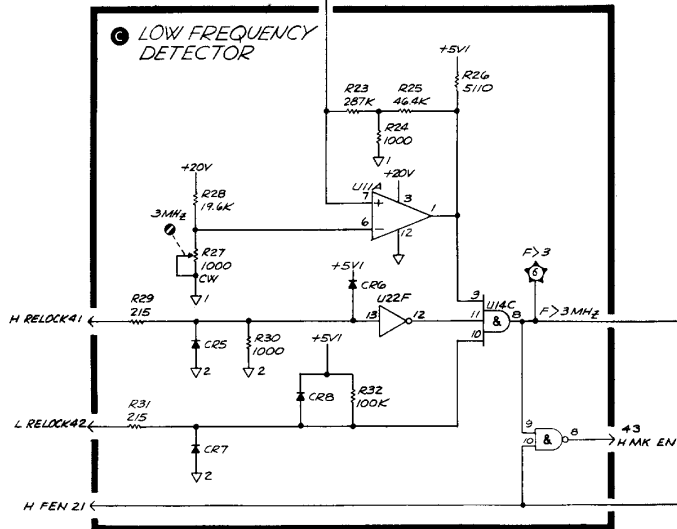 C LOW FREQUENCY
DETECTOR
+5V1
R26
5110
R23
287K
R25
46.4K
R24
1000
1
+20V
R28
19.6K
U11A
+20V
7
+
3
1
6
-
12
3MHz
R27
1000
CW
1
+5V1
CR6
U22F
13
12
9
U14C
11
&
8
10
F>3
6
F>3MHz
H RELOCK41
R29
215
CR5
2
R30
1000
2
+5V1
CR8
R32
100K
L RELOCK42
R31
215
CR7
2
9
10
&
8
43
H MK EN
H FEN 21